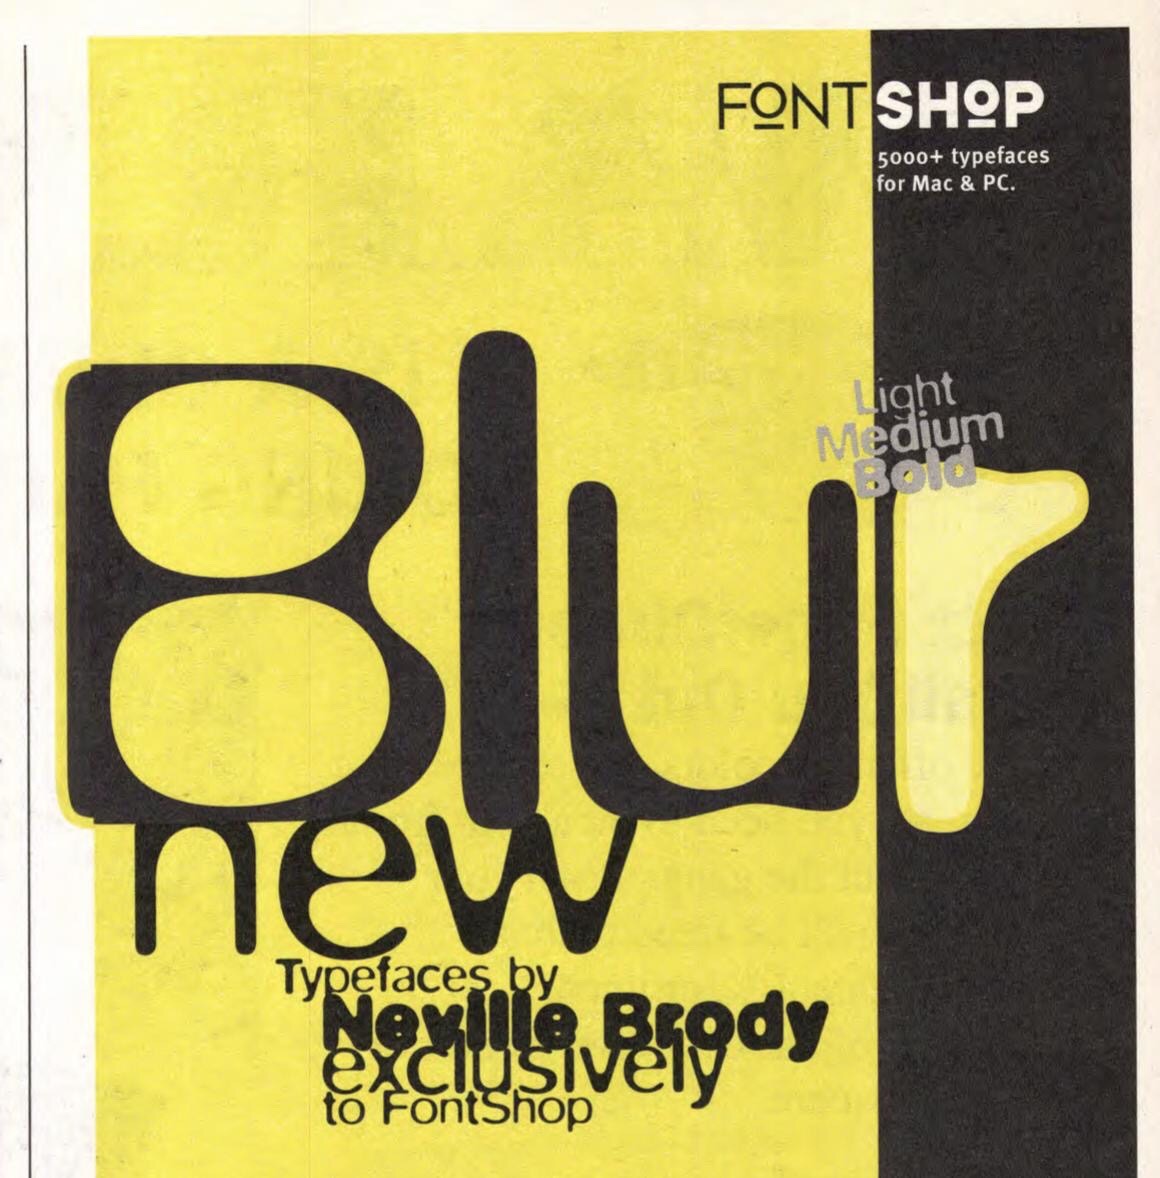 FONTSHOP
5000+ typefaces
for Mac & PC.
Light
Medium
Bold
Blur
new
Typefaces by
Neville Brody
exclusively
to FontShop